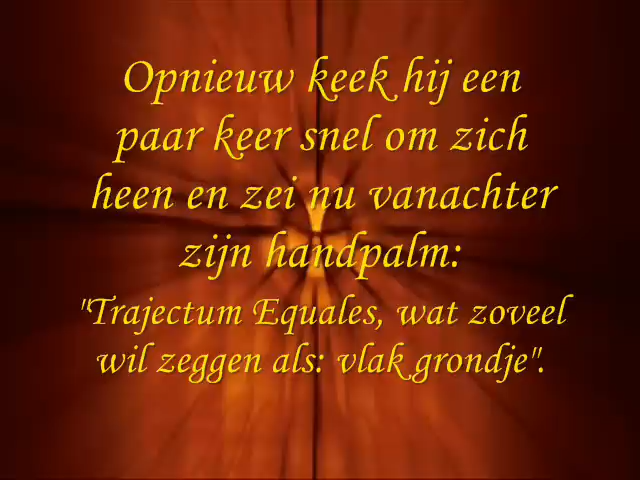 Opnieuw keek hij een
paar keer snel om zich
heen en zei nu vanachter
zijn handpalm:
"Trajectum Equales, wat zoveel
wil zeggen als: vlak grondje".